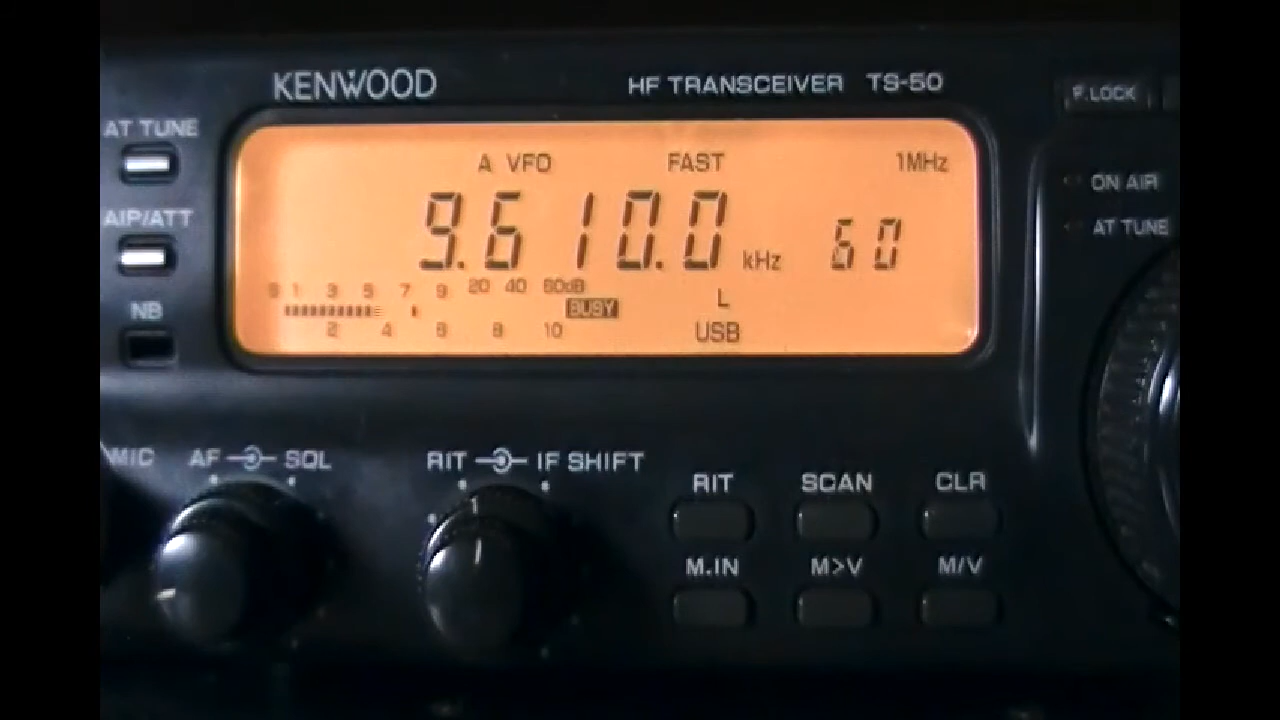 KENWOOD HF TRANSCEIVER TS-50
F.LOCK
AT TUNE
A VFO FAST 1MHz
ON AIR
AIP/ATT
9.610.0 kHz 60
AT TUNE
S 1 3 5 7 9 20 40 60dB
NB
BUSY L
2 4 6 8 10 USB
MIC AF SQL RIT IF SHIFT
RIT SCAN CLR
M.IN M>V M/V